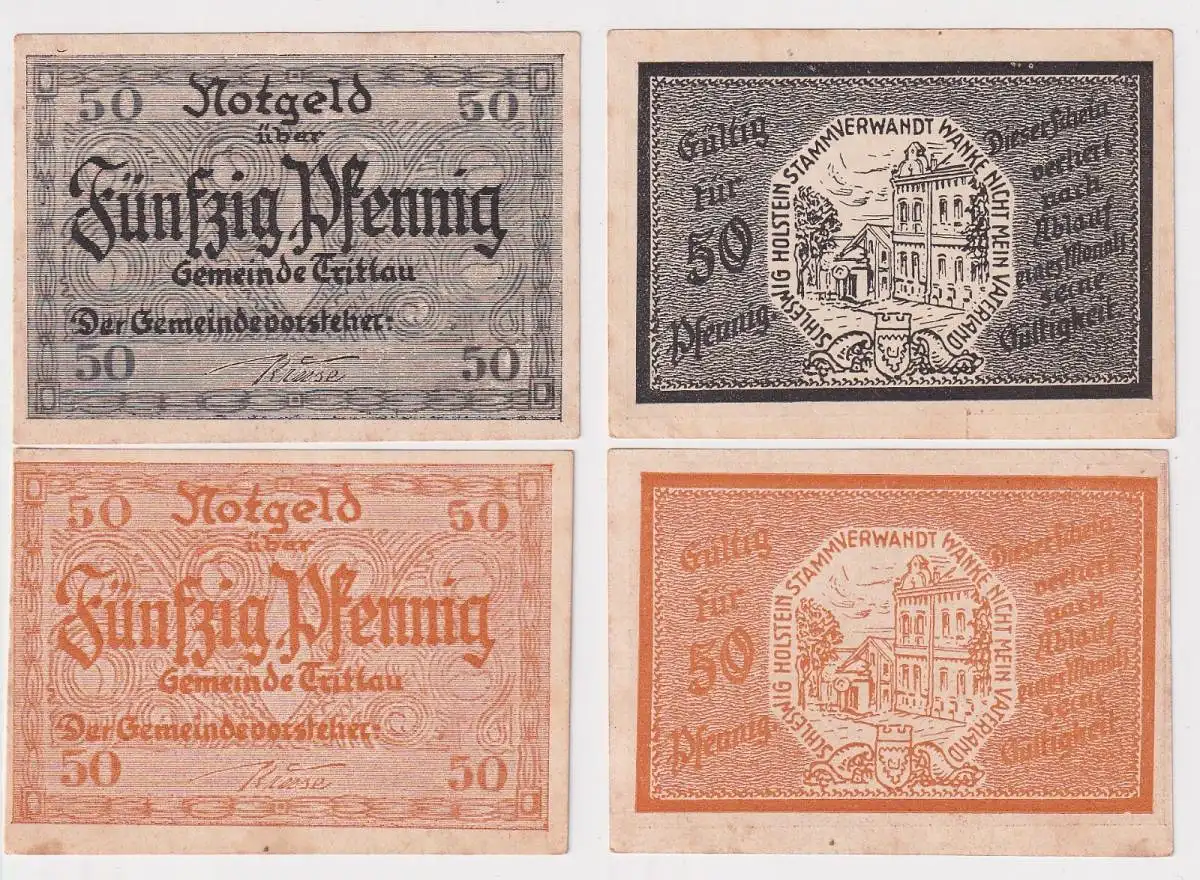 50 Notgeld 50
über
Fünfzig Pfennig
Gemeinde Trittau
Der Gemeindevorsteher:
50 50
Gültig
für
50
Pfennig
SCHLESWIG HOLSTEIN STAMMVERWANDT WANKE NICHT MEIN VATERLAND
Dieser Schein
verliert
nach
Ablauf
eines Monats
seine
Gültigkeit.
50 Notgeld 50
über
Fünfzig Pfennig
Gemeinde Trittau
Der Gemeindevorsteher:
50 50
Gültig
für
50
Pfennig
SCHLESWIG HOLSTEIN STAMMVERWANDT WANKE NICHT MEIN VATERLAND
Dieser Schein
verliert
nach
Ablauf
eines Monats
seine
Gültigkeit.